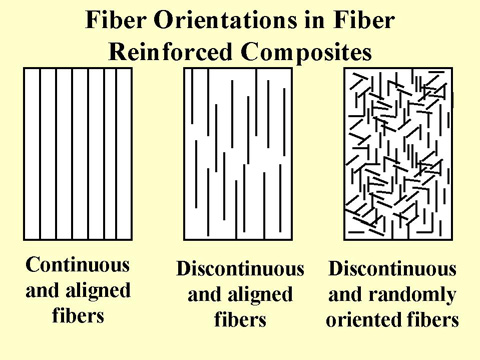 Fiber Orientations in Fiber
Reinforced Composites
Continuous
and aligned
fibers
Discontinuous
and aligned
fibers
Discontinuous
and randomly
oriented fibers